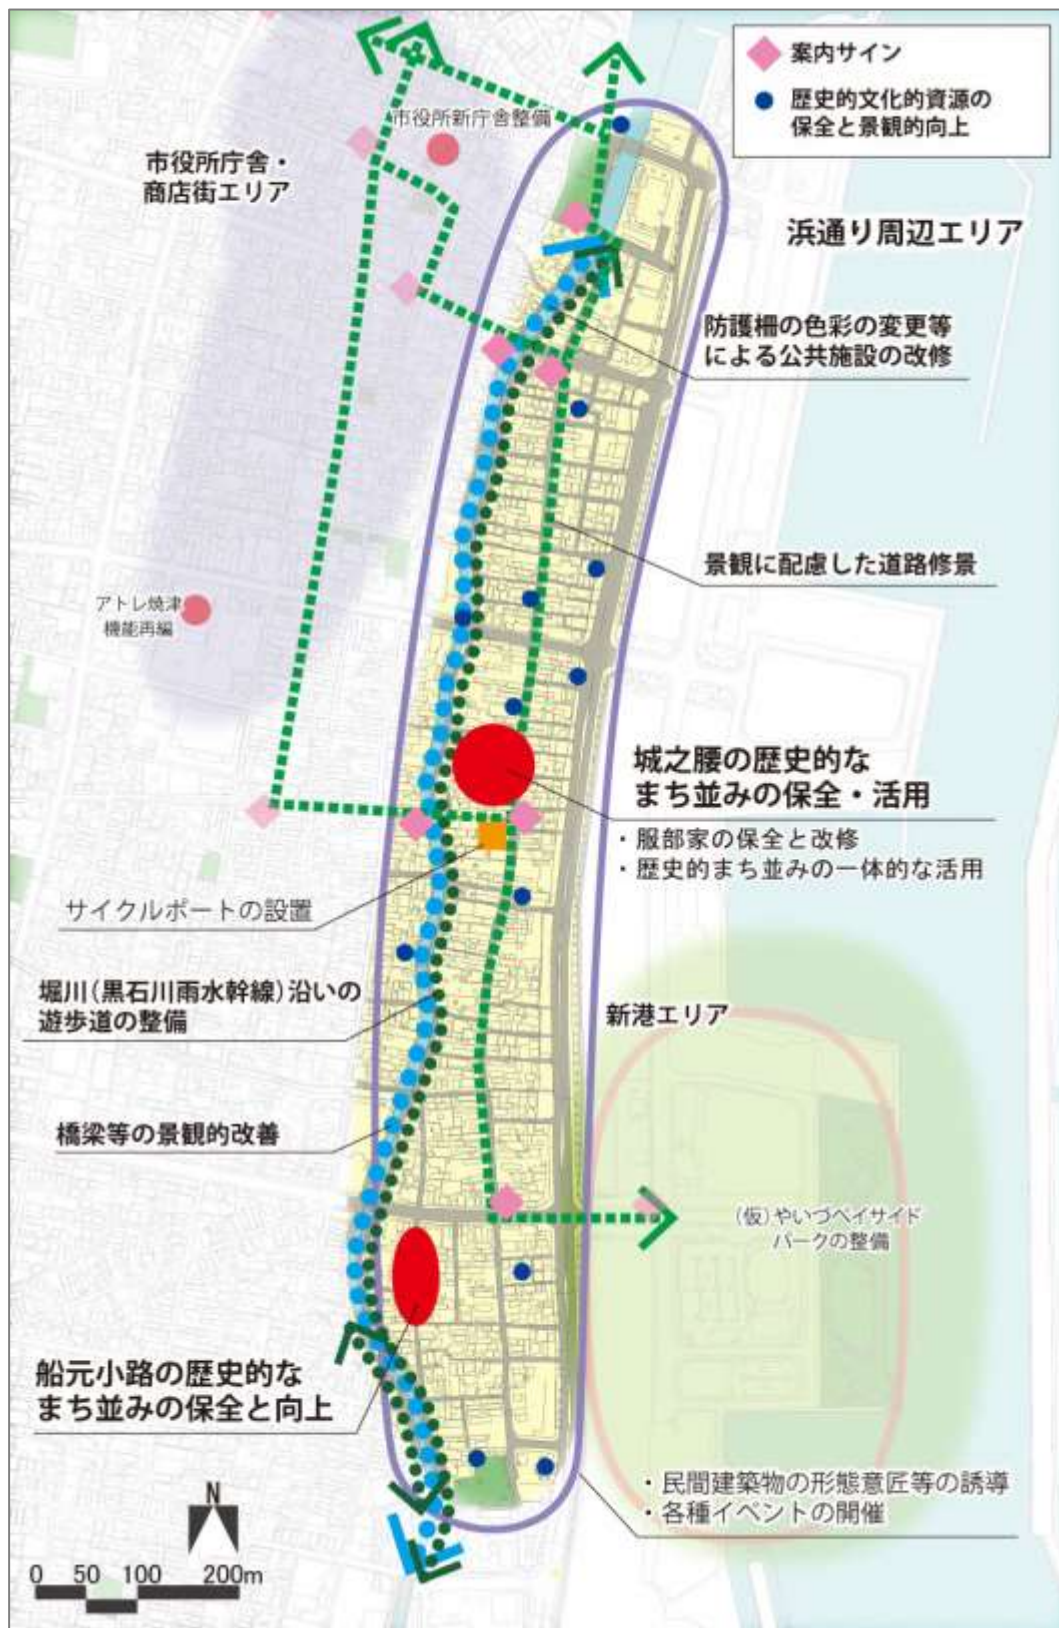 案内サイン
歴史的文化的資源の
保全と景観的向上
市役所新庁舎整備
市役所庁舎・
商店街エリア
浜通り周辺エリア
防護柵の色彩の変更等
による公共施設の改修
景観に配慮した道路修景
アトレ焼津
機能再編
城之腰の歴史的な
まち並みの保全・活用
・服部家の保全と改修
・歴史的まち並みの一体的な活用
サイクルポートの設置
堀川（黒石川雨水幹線）沿いの
遊歩道の整備
新港エリア
橋梁等の景観的改善
（仮）やいづベイサイド
パークの整備
船元小路の歴史的な
まち並みの保全と向上
・民間建築物の形態意匠等の誘導
・各種イベントの開催
N
0 50 100 200m